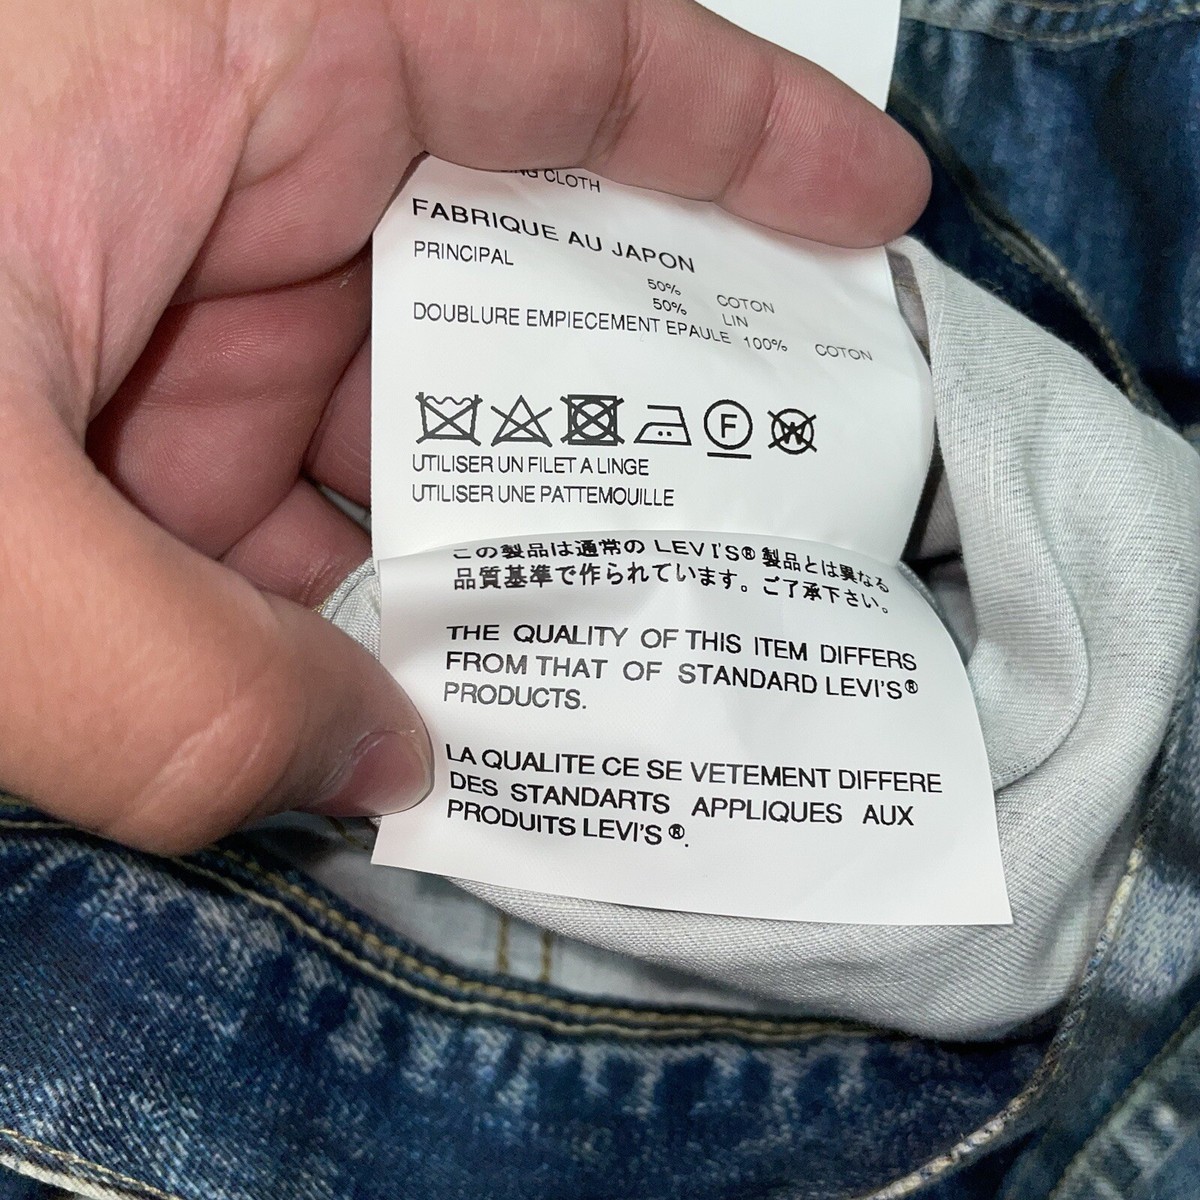 CLOTH
FABRIQUE AU JAPON
PRINCIPAL
50% COTON
50% LIN
DOUBLURE EMPIECEMENT EPAULE 100% COTON
F
W
UTILISER UN FILET A LINGE
UTILISER UNE PATTEMOUILLE
この製品は通常の LEVI'S® 製品とは異なる
品質基準で作られています。ご了承下さい。
THE QUALITY OF THIS ITEM DIFFERS
FROM THAT OF STANDARD LEVI'S®
PRODUCTS.
LA QUALITE CE SE VETEMENT DIFFERE
DES STANDARTS APPLIQUES AUX
PRODUITS LEVI'S®.